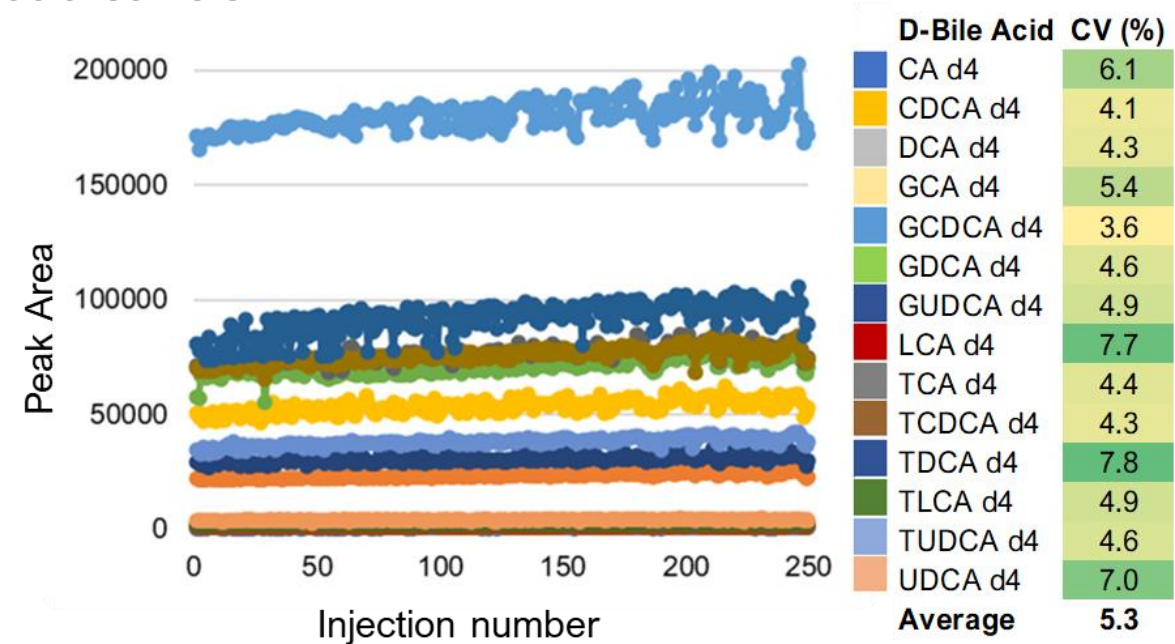 D-Bile Acid CV (%)
CA d4 6.1
CDCA d4 4.1
DCA d4 4.3
GCA d4 5.4
GCDCA d4 3.6
GDCA d4 4.6
GUDCA d4 4.9
LCA d4 7.7
TCA d4 4.4
TCDCA d4 4.3
TDCA d4 7.8
TLCA d4 4.9
TUDCA d4 4.6
UDCA d4 7.0
Average 5.3
Peak Area
200000
150000
100000
50000
0
0 50 100 150 200 250
Injection number